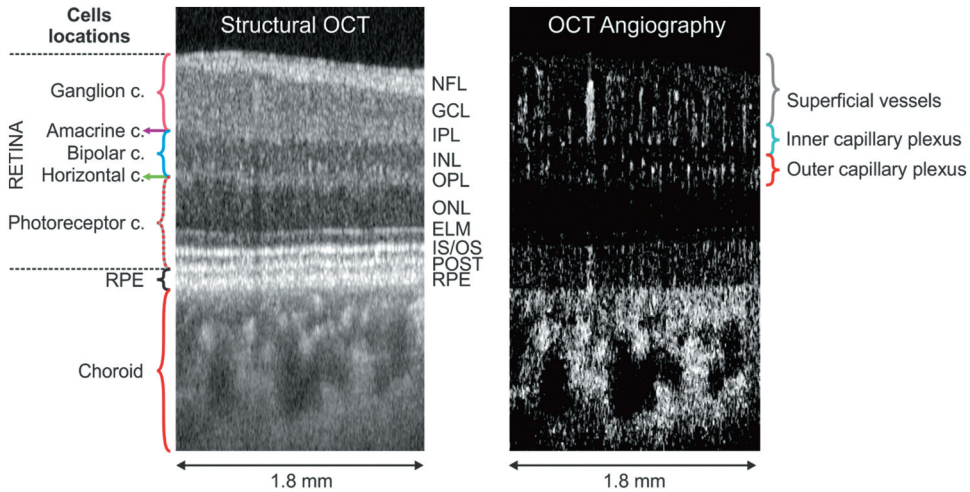 Cells
locations
Structural OCT
OCT Angiography
RETINA
Ganglion c.
Amacrine c.
Bipolar c.
Horizontal c.
Photoreceptor c.
RPE
Choroid
NFL
GCL
IPL
INL
OPL
ONL
ELM
IS/OS
POST
RPE
Superficial vessels
Inner capillary plexus
Outer capillary plexus
1.8 mm
1.8 mm